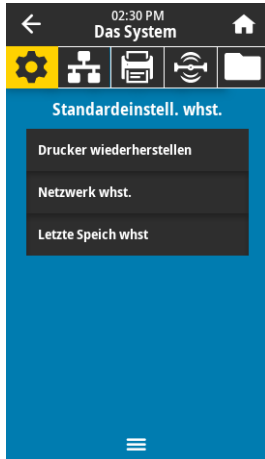 02:30 PM
Das System
Standardeinstell. whst.
Drucker wiederherstellen
Netzwerk whst.
Letzte Speich whst